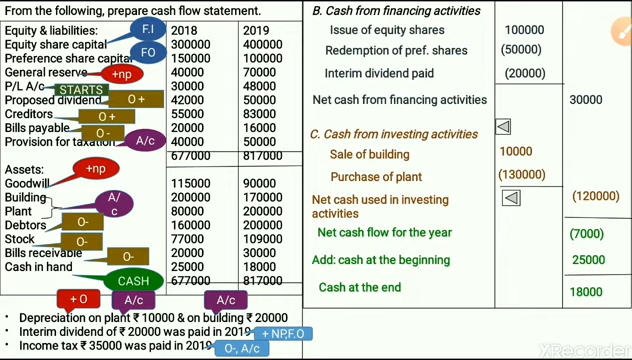 From the following, prepare cash flow statement.
Equity & liabilities: F.I 2018 2019
Equity share capital 300000 400000
Preference share capital FO 150000 100000
General reserve +np 40000 70000
P/L A/c STARTS 30000 48000
Proposed dividend O + 42000 50000
Creditors O + 55000 83000
Bills payable O - 20000 16000
Provision for taxation A/c 40000 50000
677000 817000
Assets: +np
Goodwill 115000 90000
Building A/c 200000 170000
Plant 80000 200000
Debtors O- 160000 200000
Stock O- 77000 109000
Bills receivable O- 20000 30000
Cash in hand 25000 18000
CASH 677000 817000
+ O A/c A/c
• Depreciation on plant ₹ 10000 & on building ₹ 20000
• Interim dividend of ₹ 20000 was paid in 2019 + NP,F.O
• Income tax ₹ 35000 was paid in 2019 O-, A/c
B. Cash from financing activities
Issue of equity shares 100000
Redemption of pref. shares (50000)
Interim dividend paid (20000)
Net cash from financing activities 30000
C. Cash from investing activities
Sale of building 10000
Purchase of plant (130000)
Net cash used in investing (120000)
activities
Net cash flow for the year (7000)
Add: cash at the beginning 25000
Cash at the end 18000
XRecorder